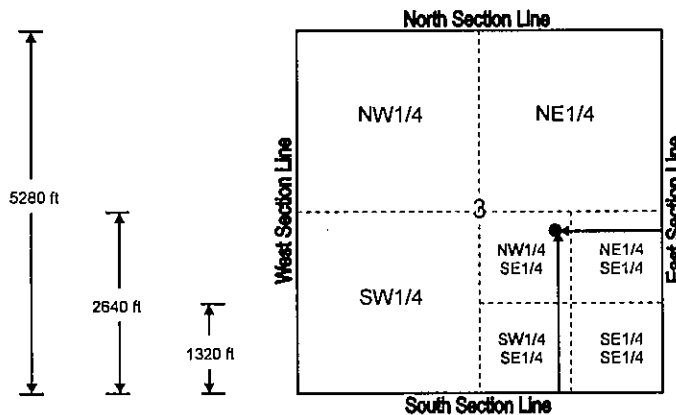 North Section Line
NW1/4
NE1/4
5280 ft
West Section Line
East Section Line
3
NW1/4
SE1/4
NE1/4
SE1/4
2640 ft
SW1/4
1320 ft
SW1/4
SE1/4
SE1/4
SE1/4
South Section Line